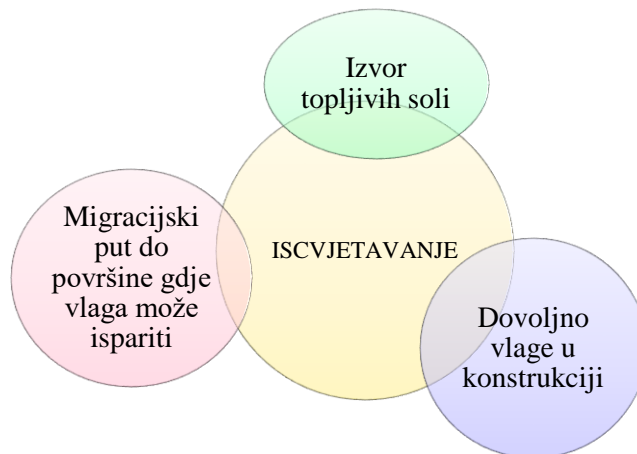 Izvor
topljivih soli
Migracijski
put do
površine gdje
vlaga može
ispariti
ISCVJETAVANJE
Dovoljno
vlage u
konstrukciji